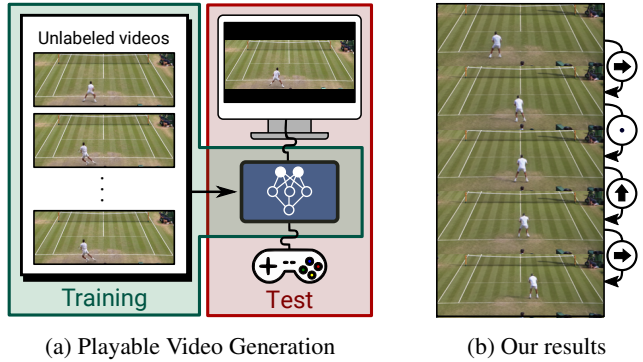 Unlabeled videos
Training
Test
(a) Playable Video Generation
(b) Our results